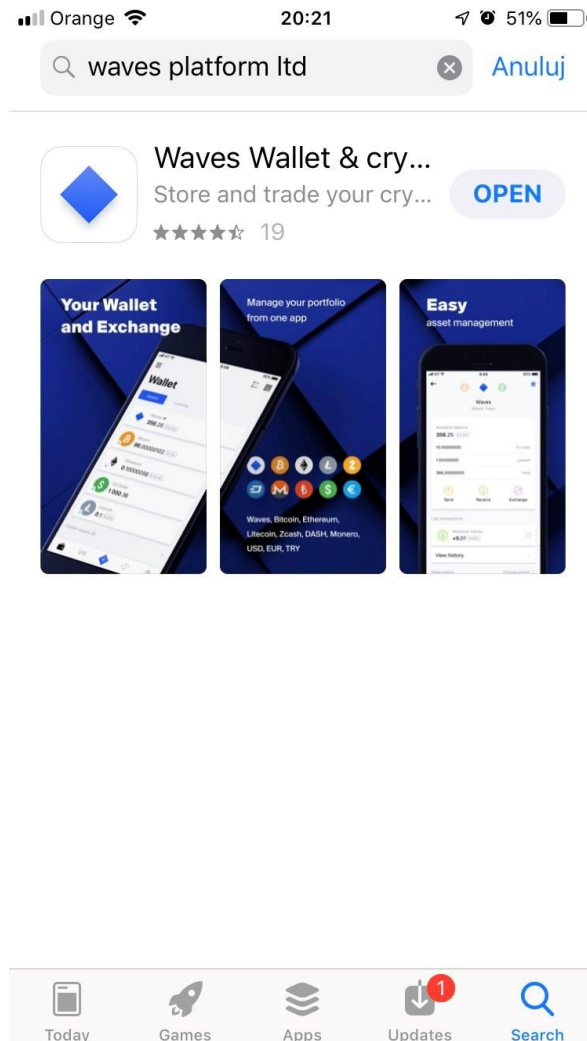 Orange
20:21
51%
waves platform ltd
Anuluj
Waves Wallet & cry...
Store and trade your cry...
OPEN
19
Your Wallet
and Exchange
Wallet
Manage your portfolio
from one app
Waves, Bitcoin, Ethereum,
Litecoin, Zcash, DASH, Monero,
USD, EUR, TRY
Easy
asset management
Waves
Send
Receive
Exchange
View history
1
Today
Games
Apps
Updates
Search